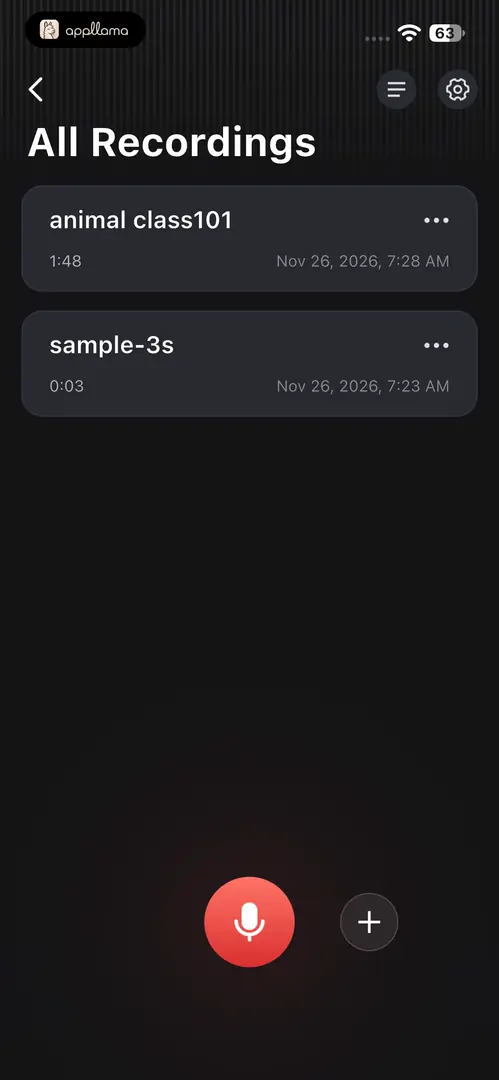 appllama
63
All Recordings
animal class101
1:48
Nov 26, 2026, 7:28 AM
sample-3s
0:03
Nov 26, 2026, 7:23 AM